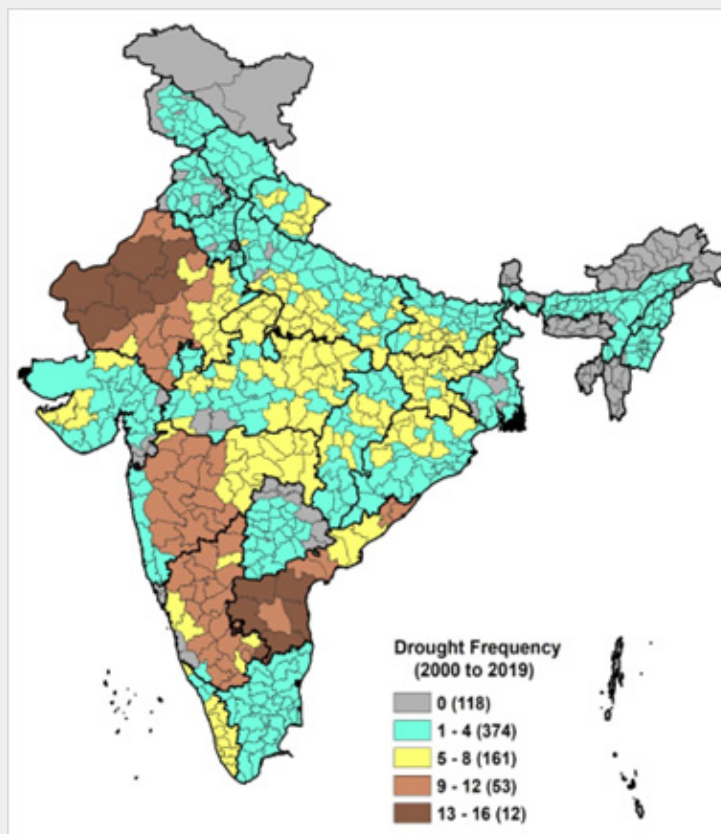 Drought Frequency
(2000 to 2019)
0 (118)
1 - 4 (374)
5 - 8 (161)
9 - 12 (53)
13 - 16 (12)